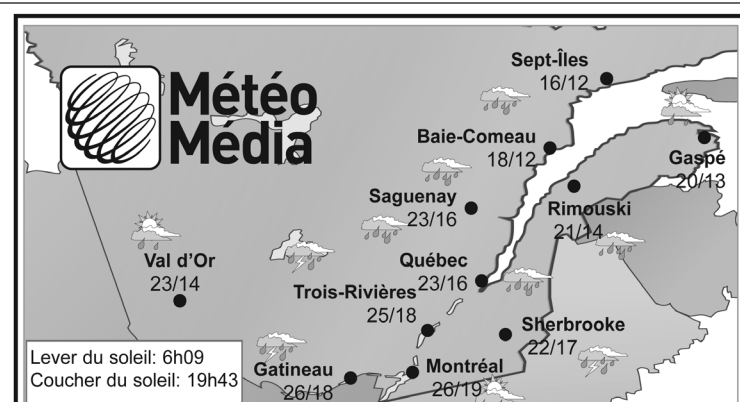 Météo
Média
Sept-Îles
16/12
Baie-Comeau
18/12
Gaspé
20/13
Saguenay
23/16
Rimouski
21/14
Val d'Or
23/14
Québec
23/16
Trois-Rivières
25/18
Sherbrooke
22/17
Lever du soleil: 6h09
Coucher du soleil: 19h43
Gatineau
26/18
Montréal
26/19